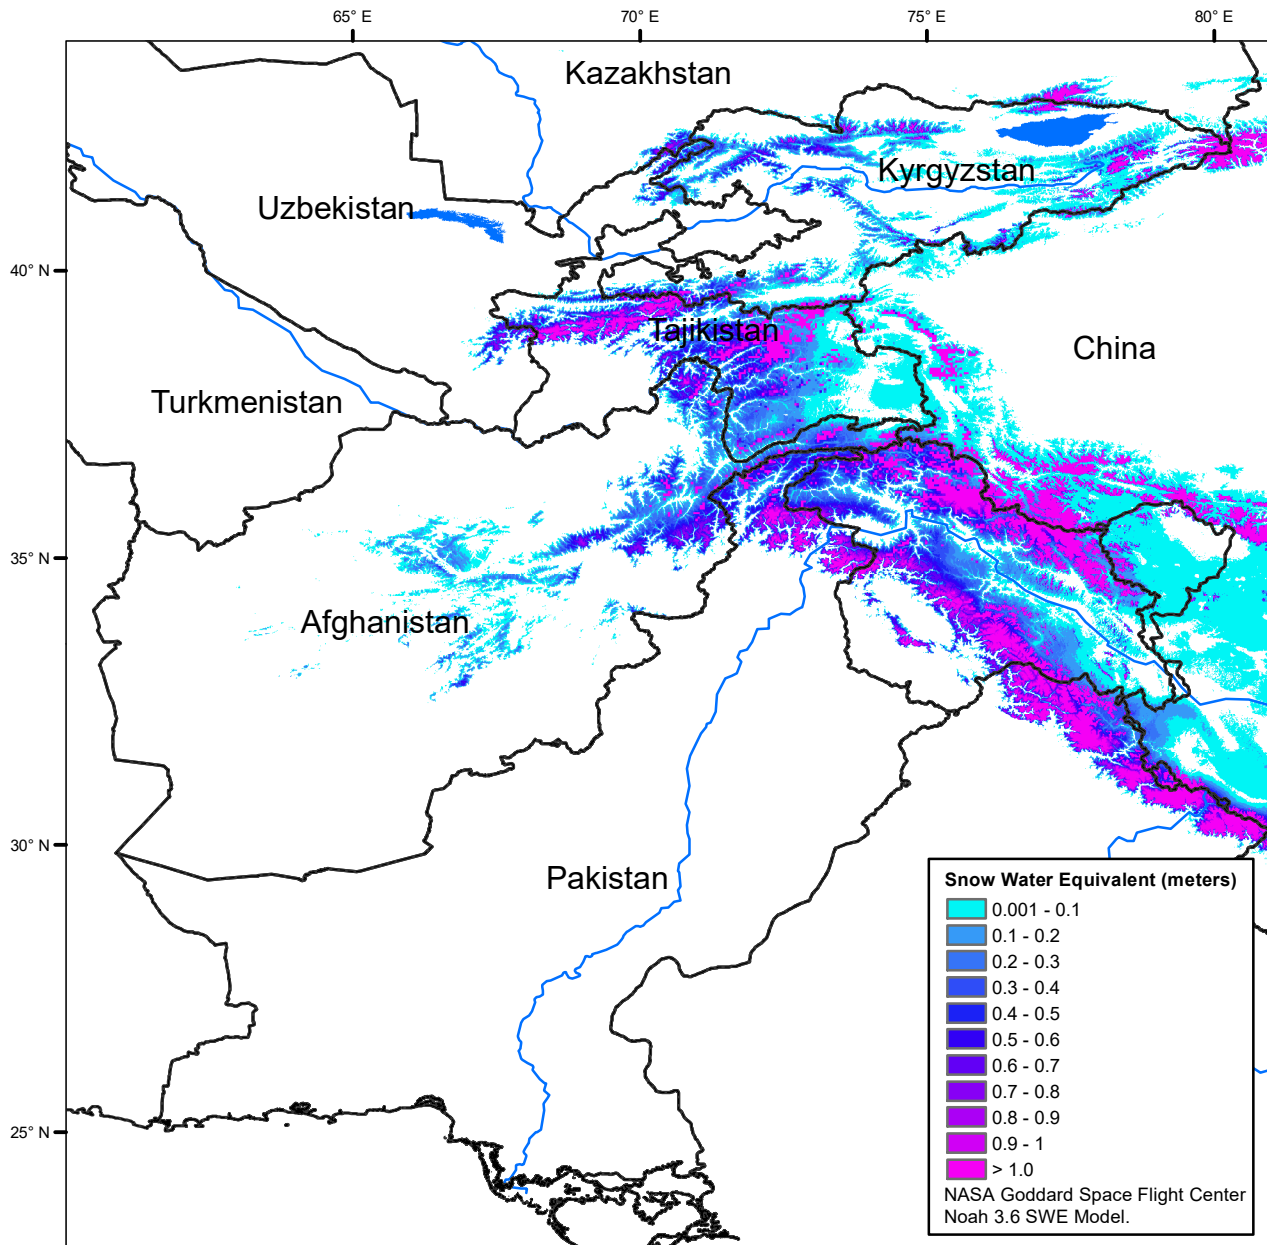 65° E
70° E
75° E
80° E
Kazakhstan
Kyrgyzstan
Uzbekistan
40° N
Tajikistan
China
Turkmenistan
35° N
Afghanistan
30° N
Pakistan
25° N
Snow Water Equivalent (meters)
0.001 - 0.1
0.1 - 0.2
0.2 - 0.3
0.3 - 0.4
0.4 - 0.5
0.5 - 0.6
0.6 - 0.7
0.7 - 0.8
0.8 - 0.9
0.9 - 1
> 1.0
NASA Goddard Space Flight Center
Noah 3.6 SWE Model.